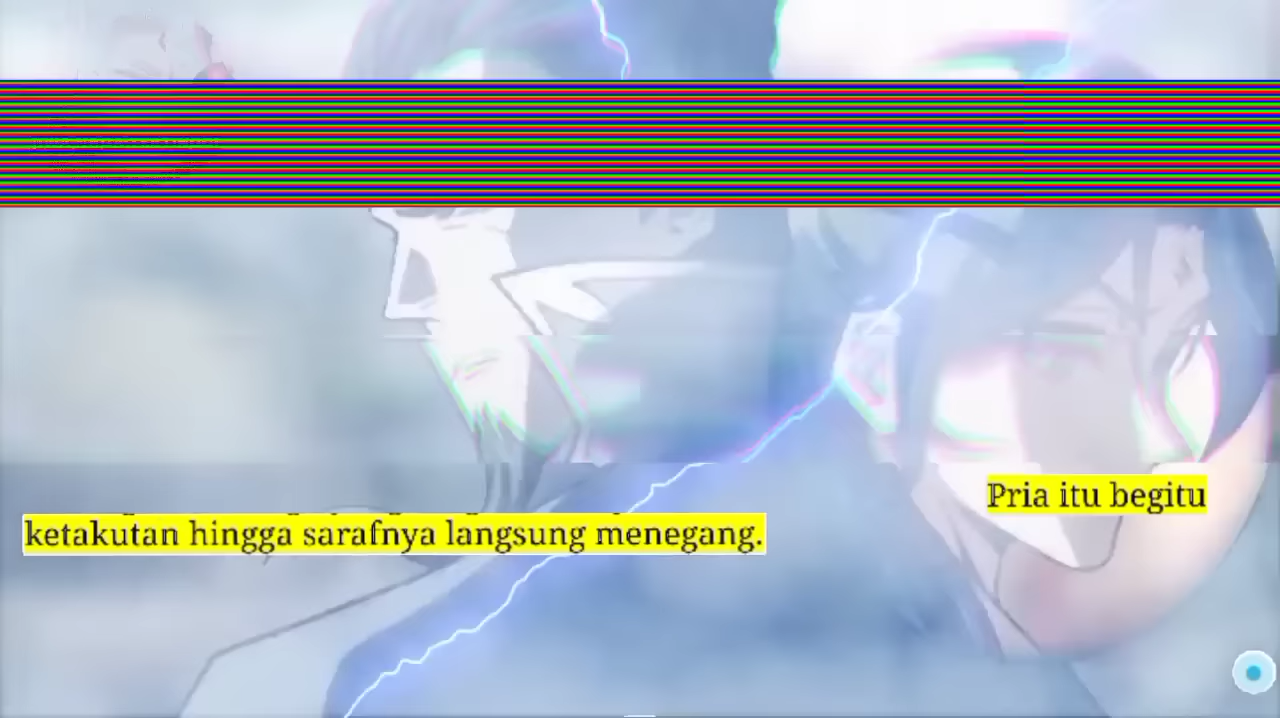 Pria itu begitu
ketakutan hingga sarafnya langsung menegang.